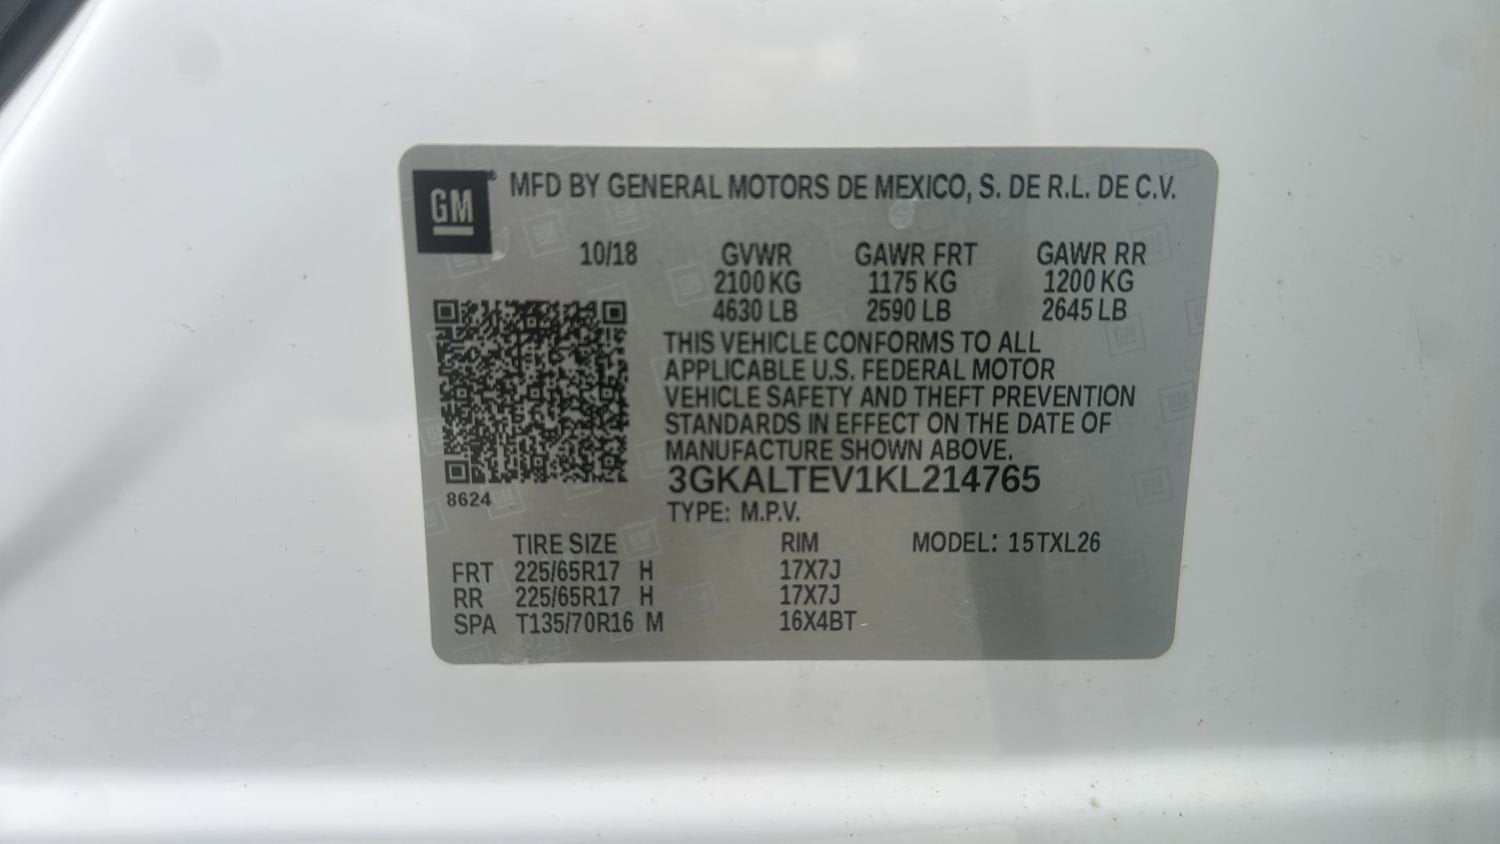 GM® MFD BY GENERAL MOTORS DE MEXICO, S. DE R.L. DE C.V.
10/18 GVWR GAWR FRT GAWR RR
2100 KG 1175 KG 1200 KG
4630 LB 2590 LB 2645 LB
THIS VEHICLE CONFORMS TO ALL
APPLICABLE U.S. FEDERAL MOTOR
VEHICLE SAFETY AND THEFT PREVENTION
STANDARDS IN EFFECT ON THE DATE OF
MANUFACTURE SHOWN ABOVE.
3GKALTEV1KL214765
8624
TYPE: M.P.V.
TIRE SIZE RIM MODEL: 15TXL26
FRT 225/65R17 H 17X7J
RR 225/65R17 H 17X7J
SPA T135/70R16 M 16X4BT